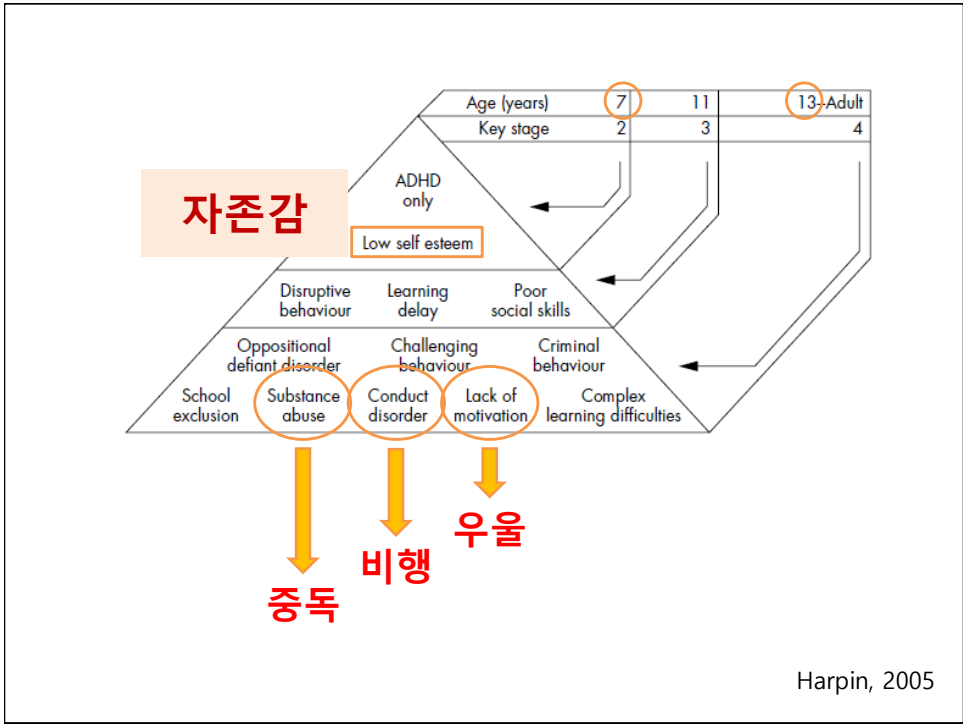 Age (years) 7 11 13–Adult
Key stage 2 3 4
ADHD
only
자존감
Low self esteem
Disruptive
behaviour
Learning
delay
Poor
social skills
Oppositional
defiant disorder
Challenging
behaviour
Criminal
behaviour
School
exclusion
Substance
abuse
Conduct
disorder
Lack of
motivation
Complex
learning difficulties
우울
비행
중독
Harpin, 2005